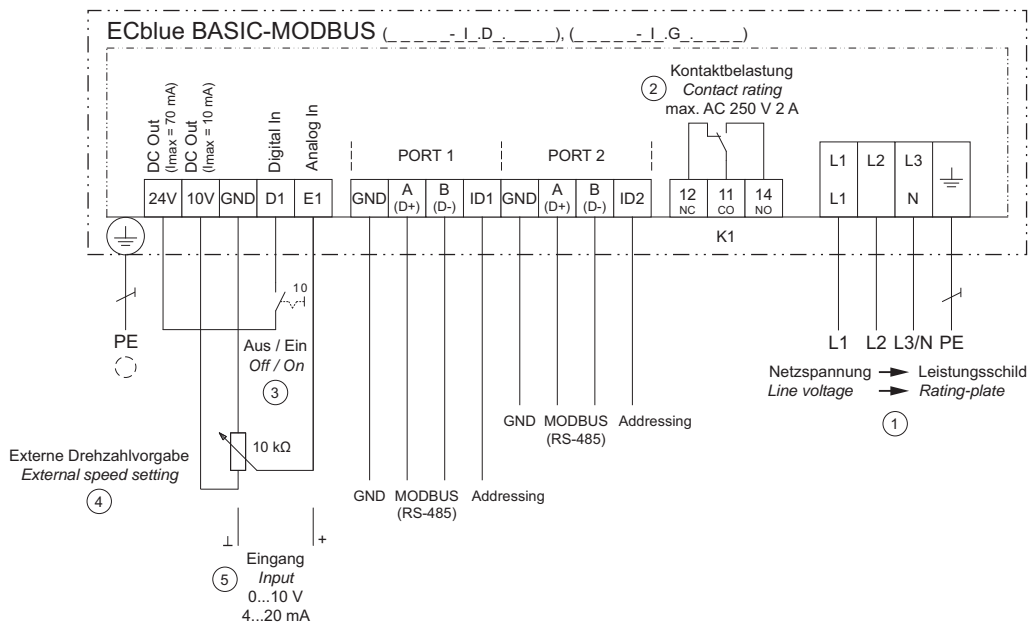 ECblue BASIC-MODBUS (_ _ _ _ _-_I_.D_._ _ _ _), (_ _ _ _ _-_I_.G_._ _ _ _)
2
Kontaktbelastung
Contact rating
max. AC 250 V 2 A
DC Out
(Imax = 70 mA)
DC Out
(Imax = 10 mA)
Digital In
Analog In
PORT 1
PORT 2
24V 10V GND D1 E1
GND A (D+) B (D-) ID1 GND A (D+) B (D-) ID2
12 NC 11 CO 14 NO
L1 L2 L3
L1 N
K1
PE
1 0
Aus / Ein
Off / On
3
L1 L2 L3/N PE
Netzspannung Leistungsschild
Line voltage Rating-plate
1
GND MODBUS Addressing
(RS-485)
10 kΩ
Externe Drehzahlvorgabe
External speed setting
4
GND MODBUS Addressing
(RS-485)
⊥ +
5
Eingang
Input
0...10 V
4...20 mA